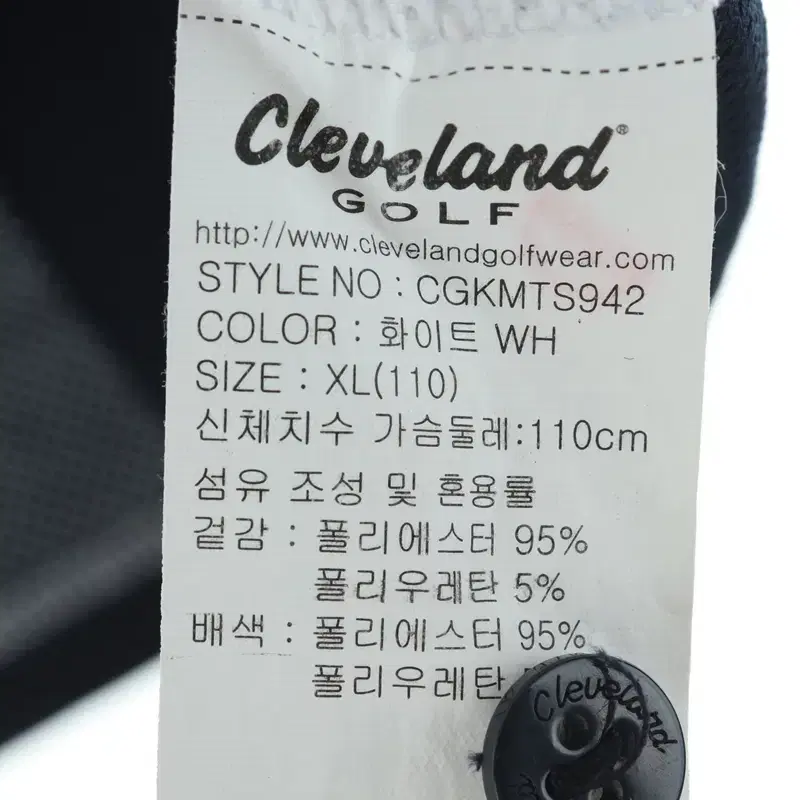 Cleveland®
GOLF
http://www.clevelandgolfwear.com
STYLE NO : CGKMTS942
COLOR : 화이트 WH
SIZE : XL(110)
신체치수 가슴둘레:110cm
섬유 조성 및 혼용률
겉감 : 폴리에스터 95%
폴리우레탄 5%
배색 : 폴리에스터 95%
폴리우레탄
Cleveland